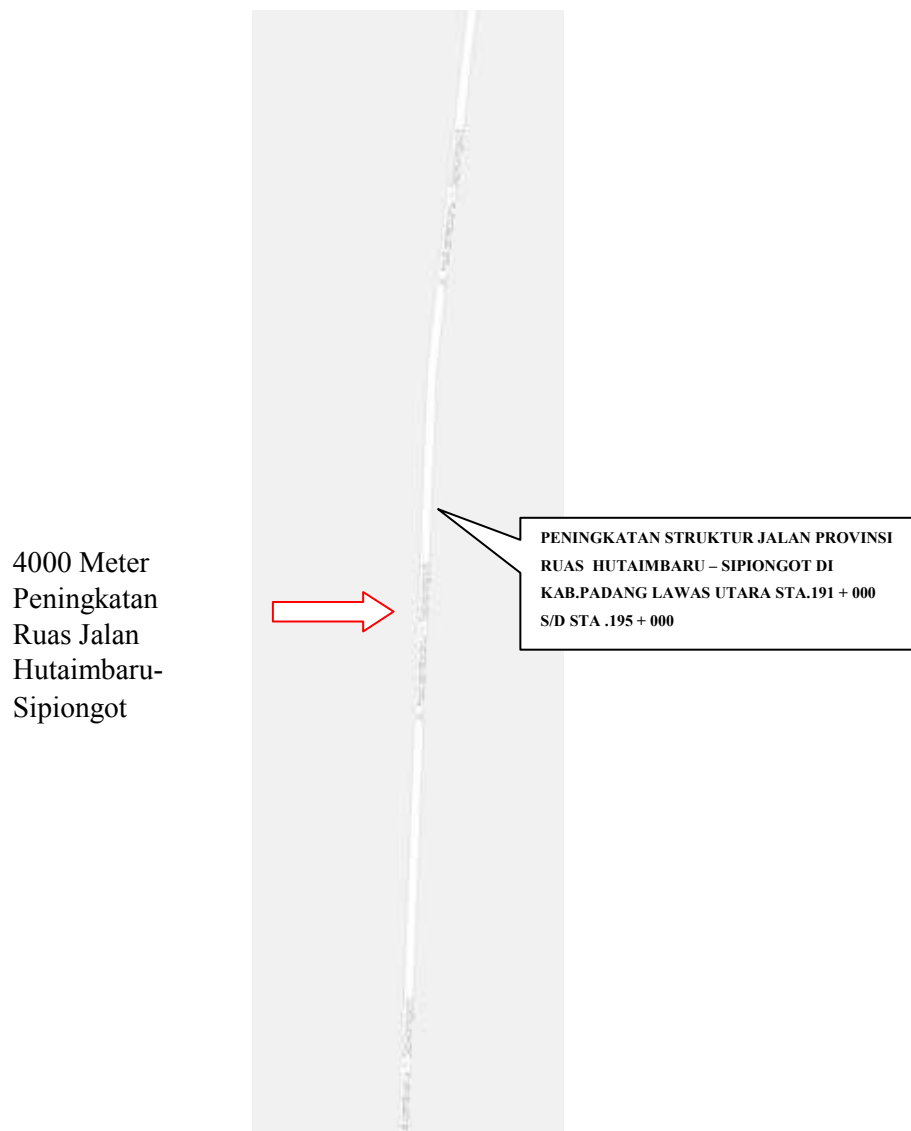 4000 Meter
Peningkatan
Ruas Jalan
Hutaimbaru-
Sipiongot
PENINGKATAN STRUKTUR JALAN PROVINSI
RUAS HUTAIMBARU – SIPIONGOT DI
KAB.PADANG LAWAS UTARA STA.191 + 000
S/D STA .195 + 000